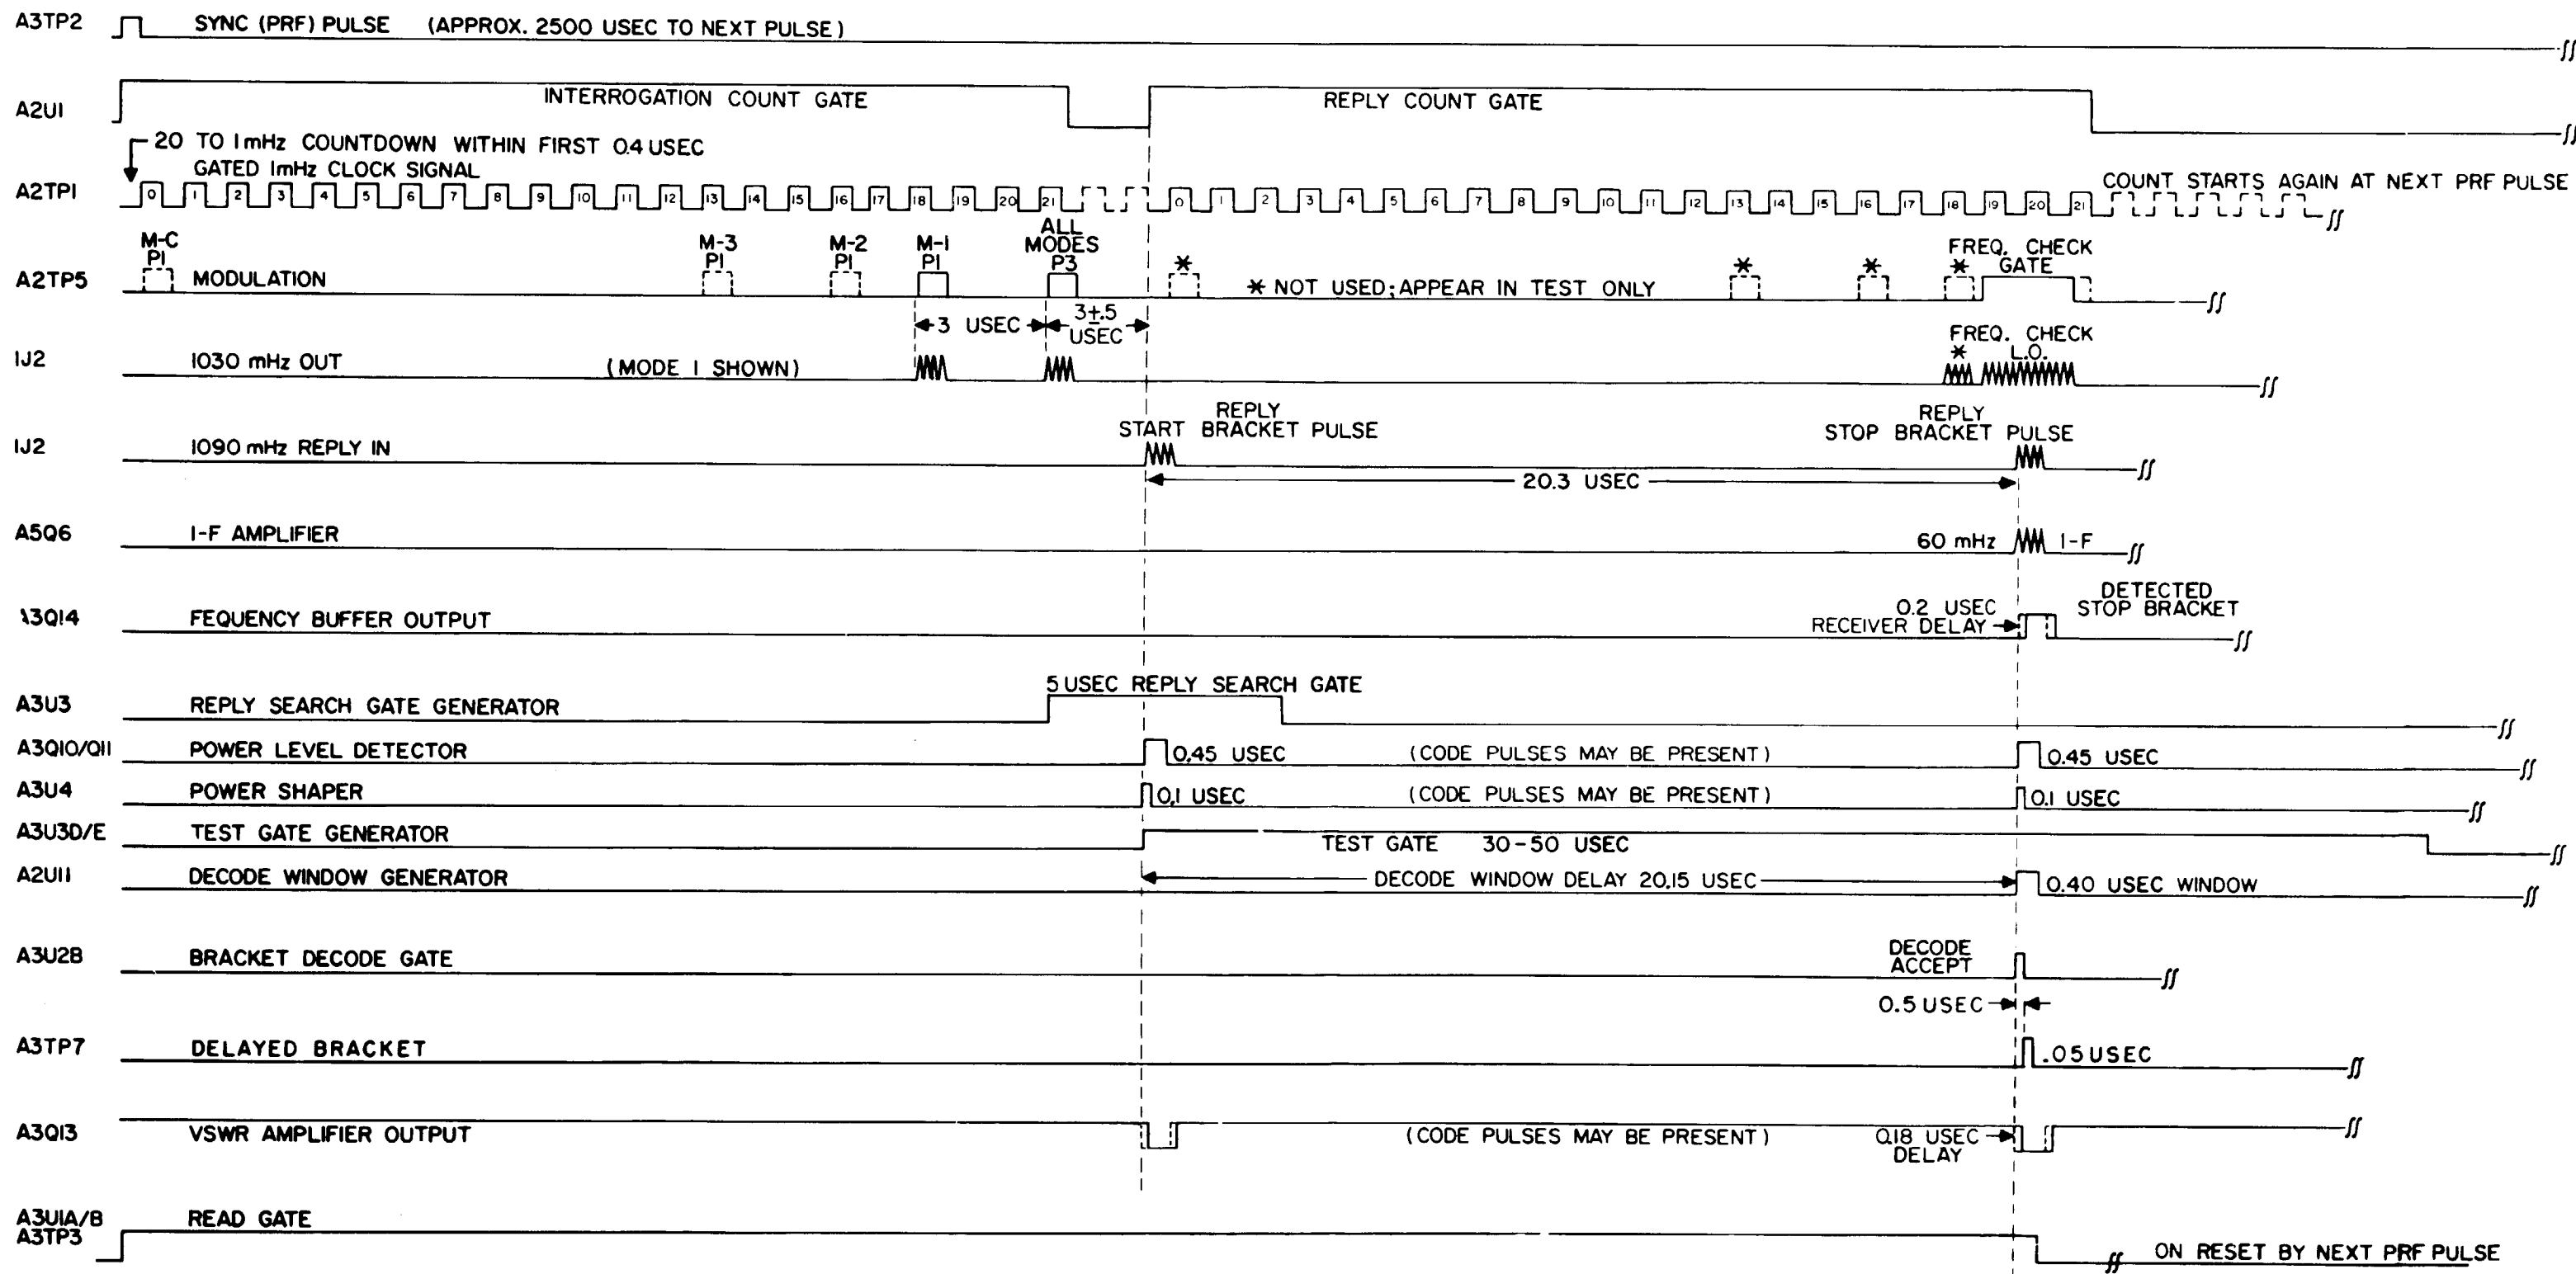 A3TP2 SYNC (PRF) PULSE (APPROX. 2500 USEC TO NEXT PULSE)
A2U1 INTERROGATION COUNT GATE REPLY COUNT GATE
20 TO 1mHz COUNTDOWN WITHIN FIRST 0.4 USEC
GATED 1mHz CLOCK SIGNAL
A2TP1 0 1 2 3 4 5 6 7 8 9 10 11 12 13 14 15 16 17 18 19 20 21 0 1 2 3 4 5 6 7 8 9 10 11 12 13 14 15 16 17 18 19 20 21 COUNT STARTS AGAIN AT NEXT PRF PULSE
M-C P1
M-3 P1
M-2 P1
M-1 P1
ALL MODES P3
*
*
*
*
FREQ. CHECK GATE
A2TP5 MODULATION * NOT USED; APPEAR IN TEST ONLY
3 USEC
3±.5 USEC
FREQ. CHECK
* L.O.
1J2 1030 mHz OUT (MODE 1 SHOWN)
REPLY START BRACKET PULSE
REPLY STOP BRACKET PULSE
1J2 1090 mHz REPLY IN
20.3 USEC
A5Q6 I-F AMPLIFIER 60 mHz I-F
DETECTED STOP BRACKET
A3Q14 FEQUENCY BUFFER OUTPUT 0.2 USEC RECEIVER DELAY
5 USEC REPLY SEARCH GATE
A3U3 REPLY SEARCH GATE GENERATOR
A3Q10/Q11 POWER LEVEL DETECTOR 0.45 USEC (CODE PULSES MAY BE PRESENT) 0.45 USEC
A3U4 POWER SHAPER 0.1 USEC (CODE PULSES MAY BE PRESENT) 0.1 USEC
A3U3D/E TEST GATE GENERATOR TEST GATE 30-50 USEC
A2U11 DECODE WINDOW GENERATOR DECODE WINDOW DELAY 20.15 USEC 0.40 USEC WINDOW
A3U2B BRACKET DECODE GATE DECODE ACCEPT
0.5 USEC
A3TP7 DELAYED BRACKET .05 USEC
A3Q13 VSWR AMPLIFIER OUTPUT (CODE PULSES MAY BE PRESENT) 0.18 USEC DELAY
A3U1A/B READ GATE
A3TP3 ON RESET BY NEXT PRF PULSE